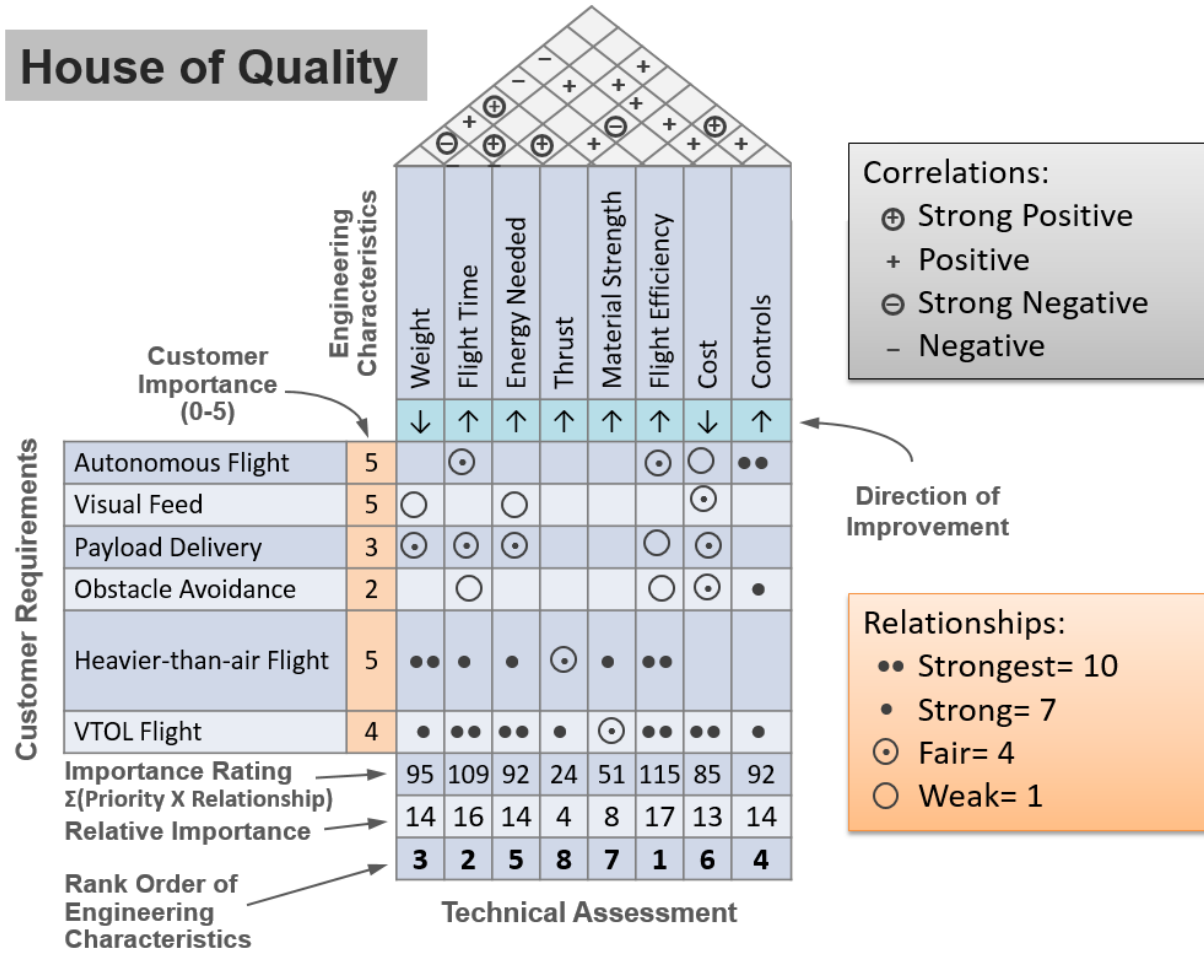 House of Quality
Engineering
Characteristics
Weight
Flight Time
Energy Needed
Thrust
Material Strength
Flight Efficiency
Cost
Controls
Correlations:
⊕ Strong Positive
+ Positive
⊖ Strong Negative
− Negative
Customer
Importance
(0-5)
↓ ↑ ↑ ↑ ↑ ↑ ↓ ↑
Direction of
Improvement
Customer Requirements
Autonomous Flight 5
Visual Feed 5
Payload Delivery 3
Obstacle Avoidance 2
Heavier-than-air Flight 5
VTOL Flight 4
Relationships:
●● Strongest= 10
● Strong= 7
⊙ Fair= 4
○ Weak= 1
Importance Rating
Σ(Priority X Relationship)
95 109 92 24 51 115 85 92
Relative Importance
14 16 14 4 8 17 13 14
Rank Order of
Engineering
Characteristics
3 2 5 8 7 1 6 4
Technical Assessment